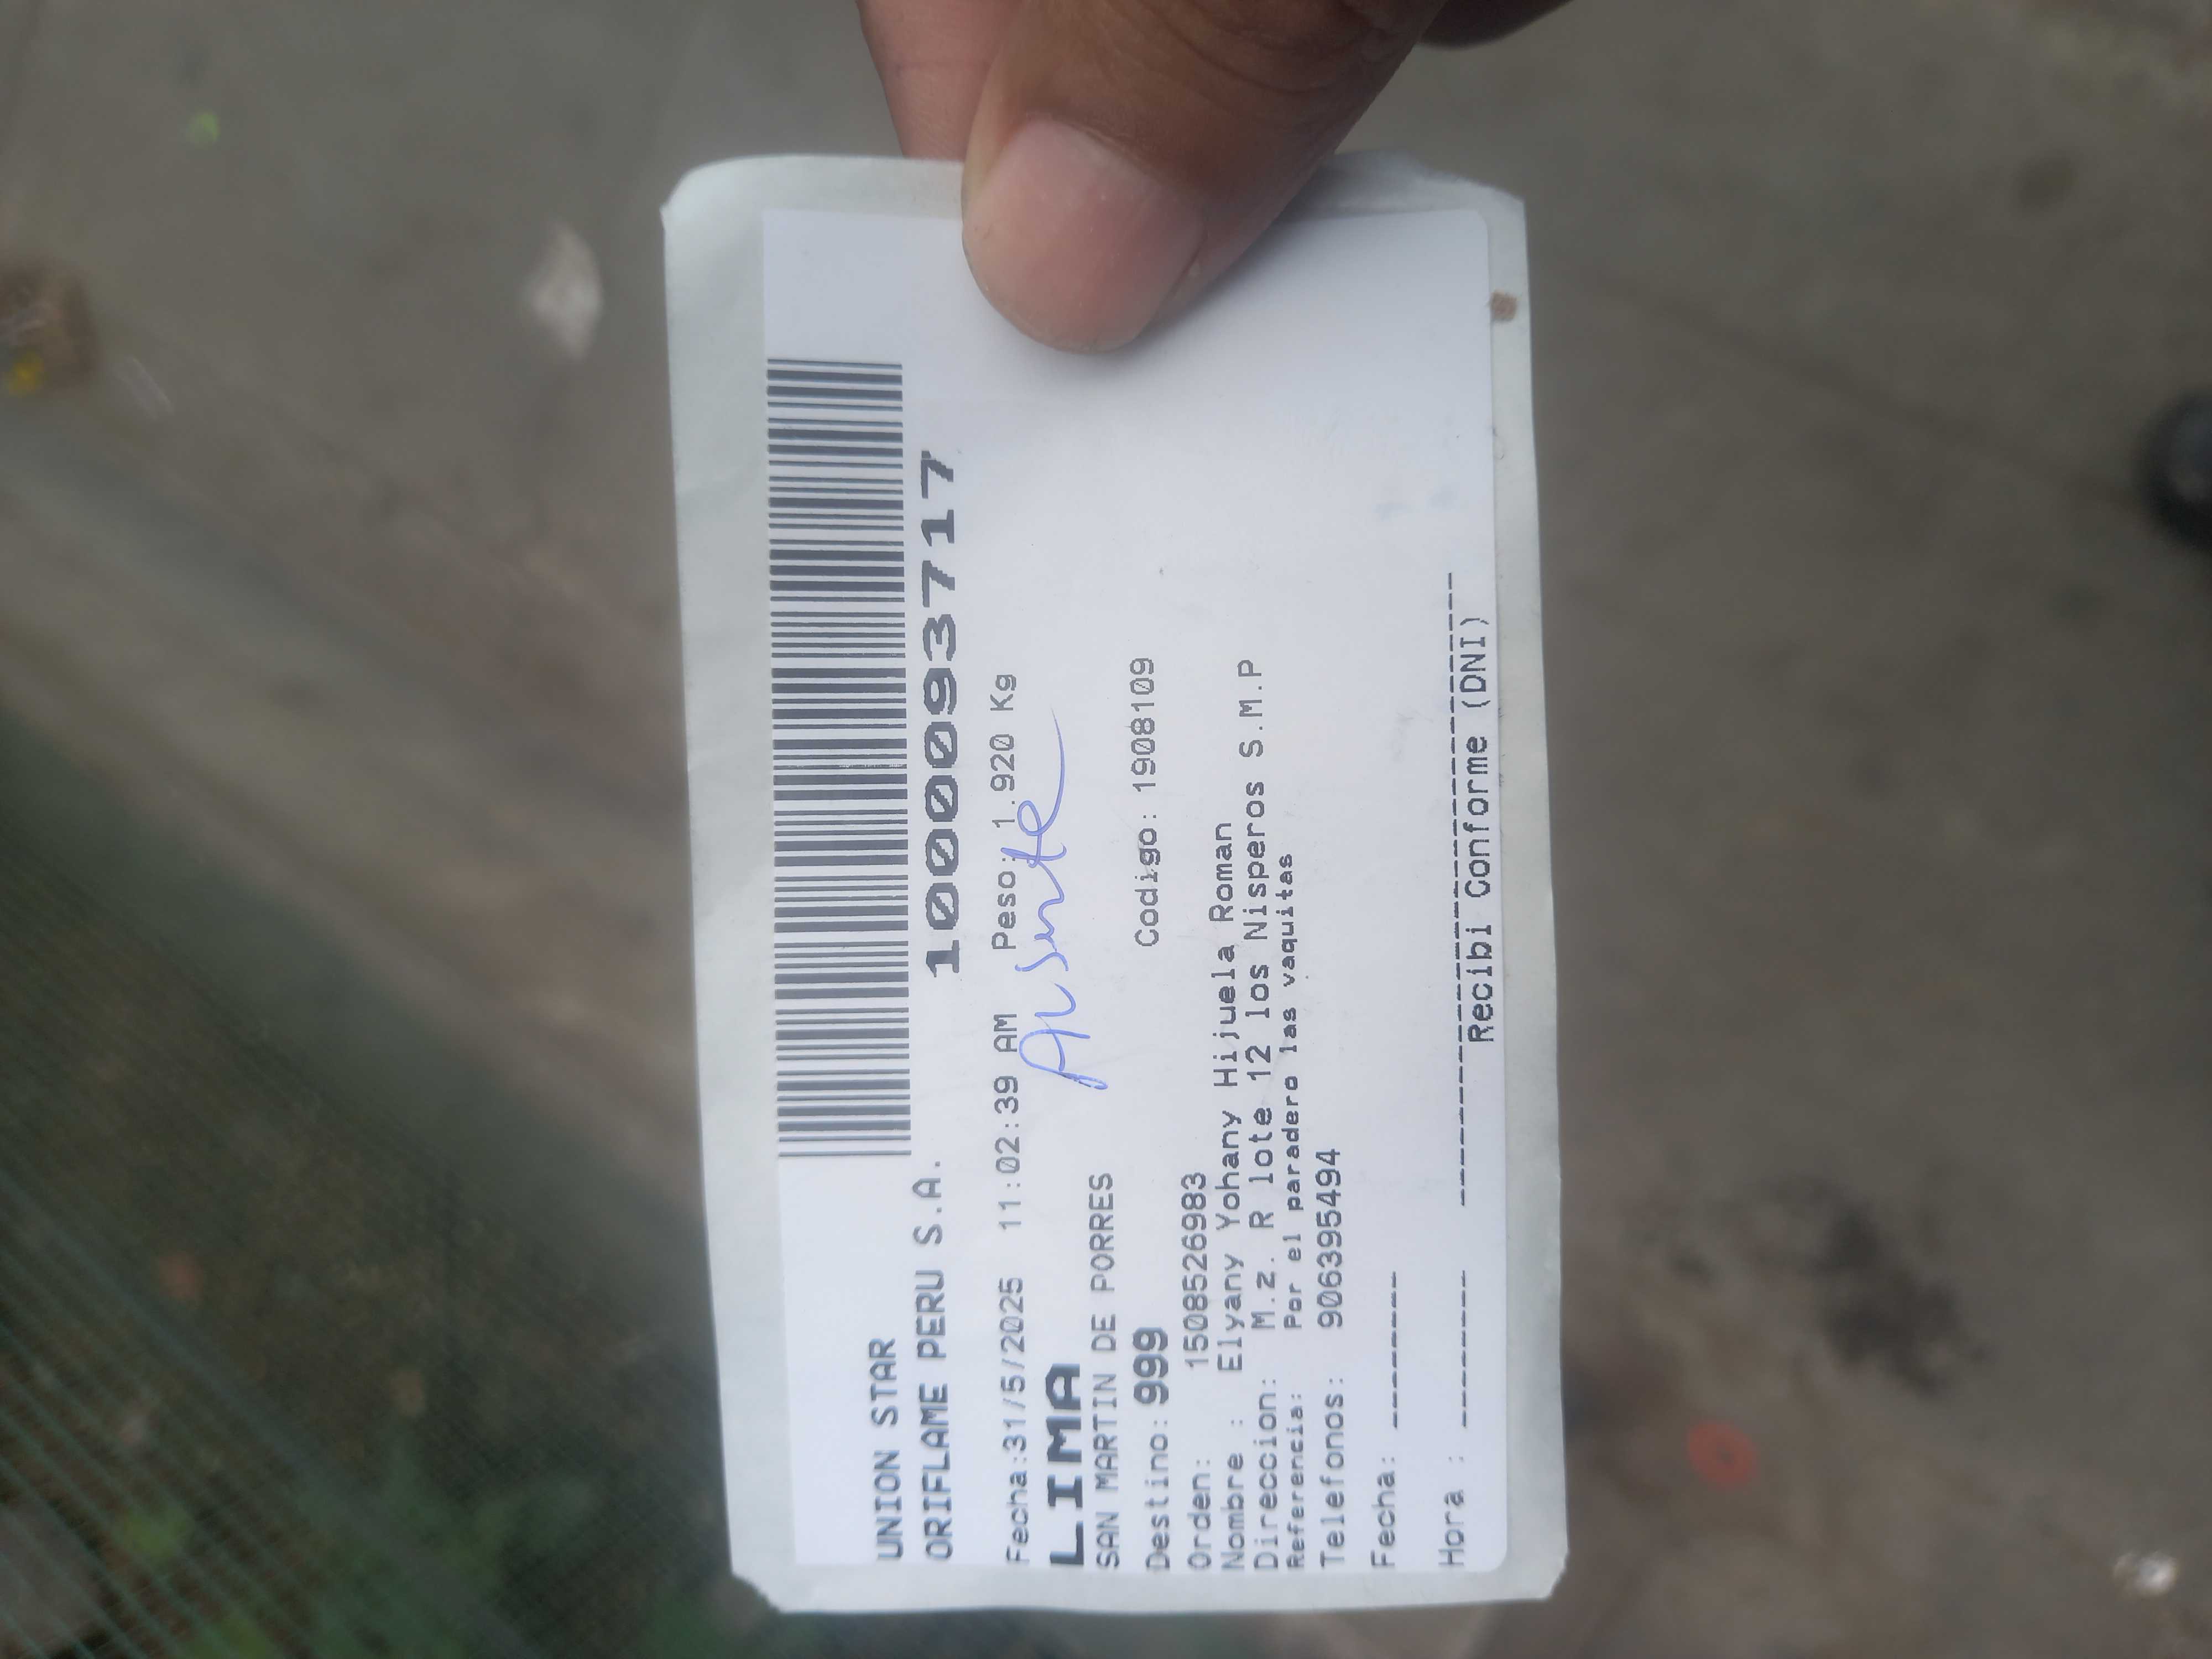 UNION STAR
ORIFLAME PERU S.A.
1000093717
Fecha:31/5/2025 11:02:39 AM Peso:1.920 Kg
LIMA
Ausente
SAN MARTIN DE PORRES
Destino:999 Codigo: 1908109
Orden: 1508526983
Nombre : Elyany Yohany Hijuela Roman
Direccion: M.z. R lote 12 los Nisperos S.M.P
Referencia: Por el paradero las vaquitas
Telefonos: 906395494
Fecha:
Hora :
Recibi Conforme (DNI)